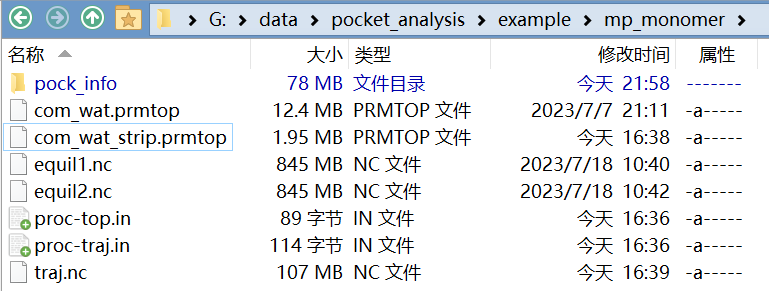 G: data pocket_analysis example mp_monomer
名称 大小 类型 修改时间 属性
pock_info 78 MB 文件目录 今天 21:58 -------
com_wat.prmtop 12.4 MB PRMTOP 文件 2023/7/7 21:11 -a-----
com_wat_strip.prmtop 1.95 MB PRMTOP 文件 今天 16:38 -a-----
equil1.nc 845 MB NC 文件 2023/7/18 10:40 -a-----
equil2.nc 845 MB NC 文件 2023/7/18 10:42 -a-----
proc-top.in 89 字节 IN 文件 今天 16:36 -a-----
proc-traj.in 114 字节 IN 文件 今天 16:36 -a-----
traj.nc 107 MB NC 文件 今天 16:39 -a-----